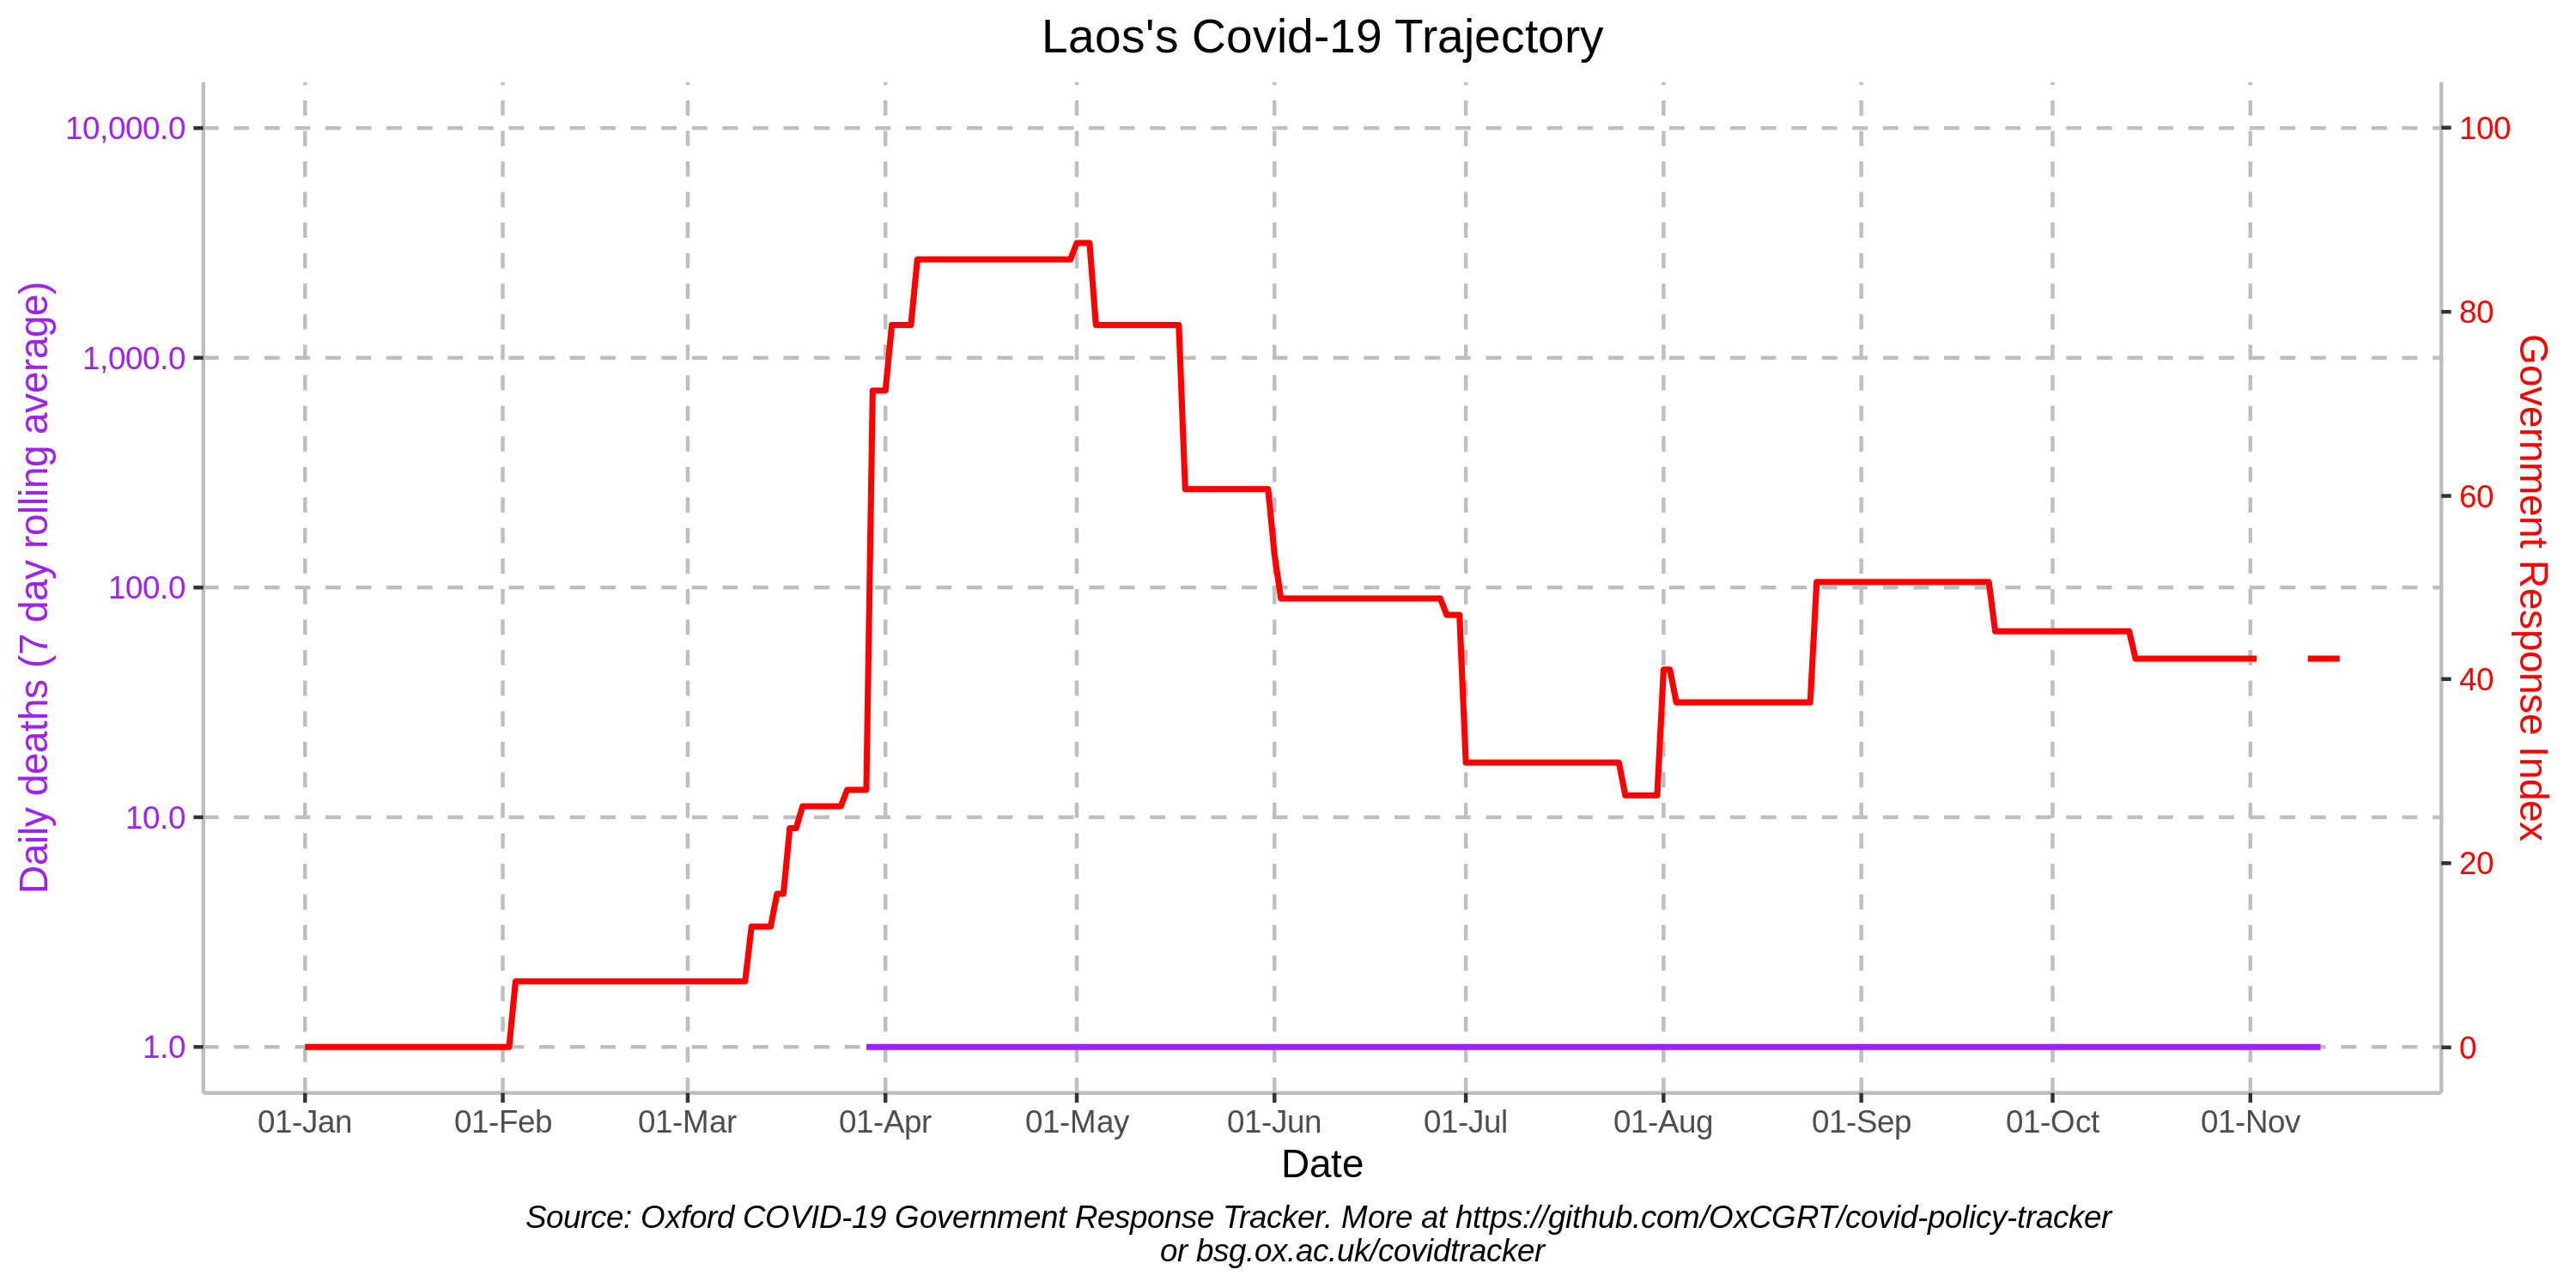 Laos's Covid-19 Trajectory
Daily deaths (7 day rolling average)
10,000.0
1,000.0
100.0
10.0
1.0
100
80
60
40
20
0
Government Response Index
01-Jan
01-Feb
01-Mar
01-Apr
01-May
01-Jun
01-Jul
01-Aug
01-Sep
01-Oct
01-Nov
Date
Source: Oxford COVID-19 Government Response Tracker. More at https://github.com/OxCGRT/covid-policy-tracker
or bsg.ox.ac.uk/covidtracker